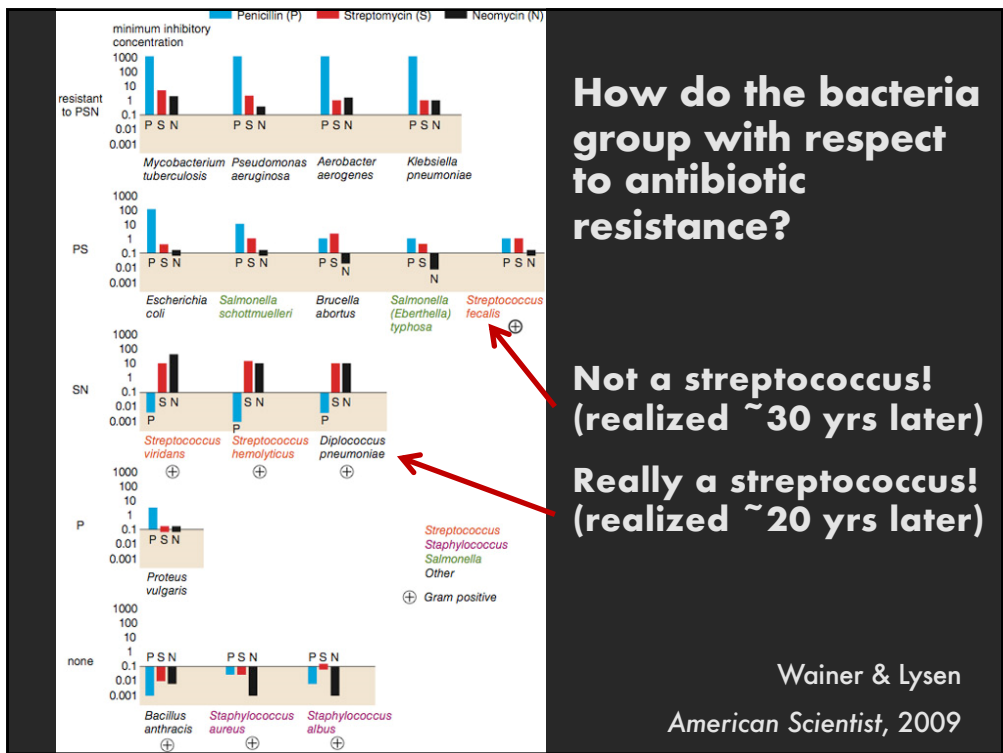 Penicillin (P) Streptomycin (S) Neomycin (N)
minimum inhibitory
concentration
1000
100
10
1
0.1
0.01
0.001
resistant
to PSN
P S N P S N P S N P S N
Mycobacterium Pseudomonas Aerobacter Klebsiella
tuberculosis aeruginosa aerogenes pneumoniae
1000
100
10
1
0.1
0.01
0.001
PS
P S N P S N P S N P S N P S N
Escherichia Salmonella Brucella Salmonella Streptococcus
coli schottmuelleri abortus (Eberthella) fecalis
typhosa
1000
100
10
1
0.1
0.01
0.001
SN
P S N P S N P S N
Streptococcus Streptococcus Diplococcus
viridans hemolyticus pneumoniae
1000
100
10
1
0.1
0.01
0.001
P
P S N
Proteus
vulgaris
Streptococcus
Staphylococcus
Salmonella
Other
Gram positive
1000
100
10
1
0.1
0.01
0.001
none
P S N P S N P S N
Bacillus Staphylococcus Staphylococcus
anthracis aureus albus
How do the bacteria
group with respect
to antibiotic
resistance?
Not a streptococcus!
(realized ~30 yrs later)
Really a streptococcus!
(realized ~20 yrs later)
Wainer & Lysen
American Scientist, 2009